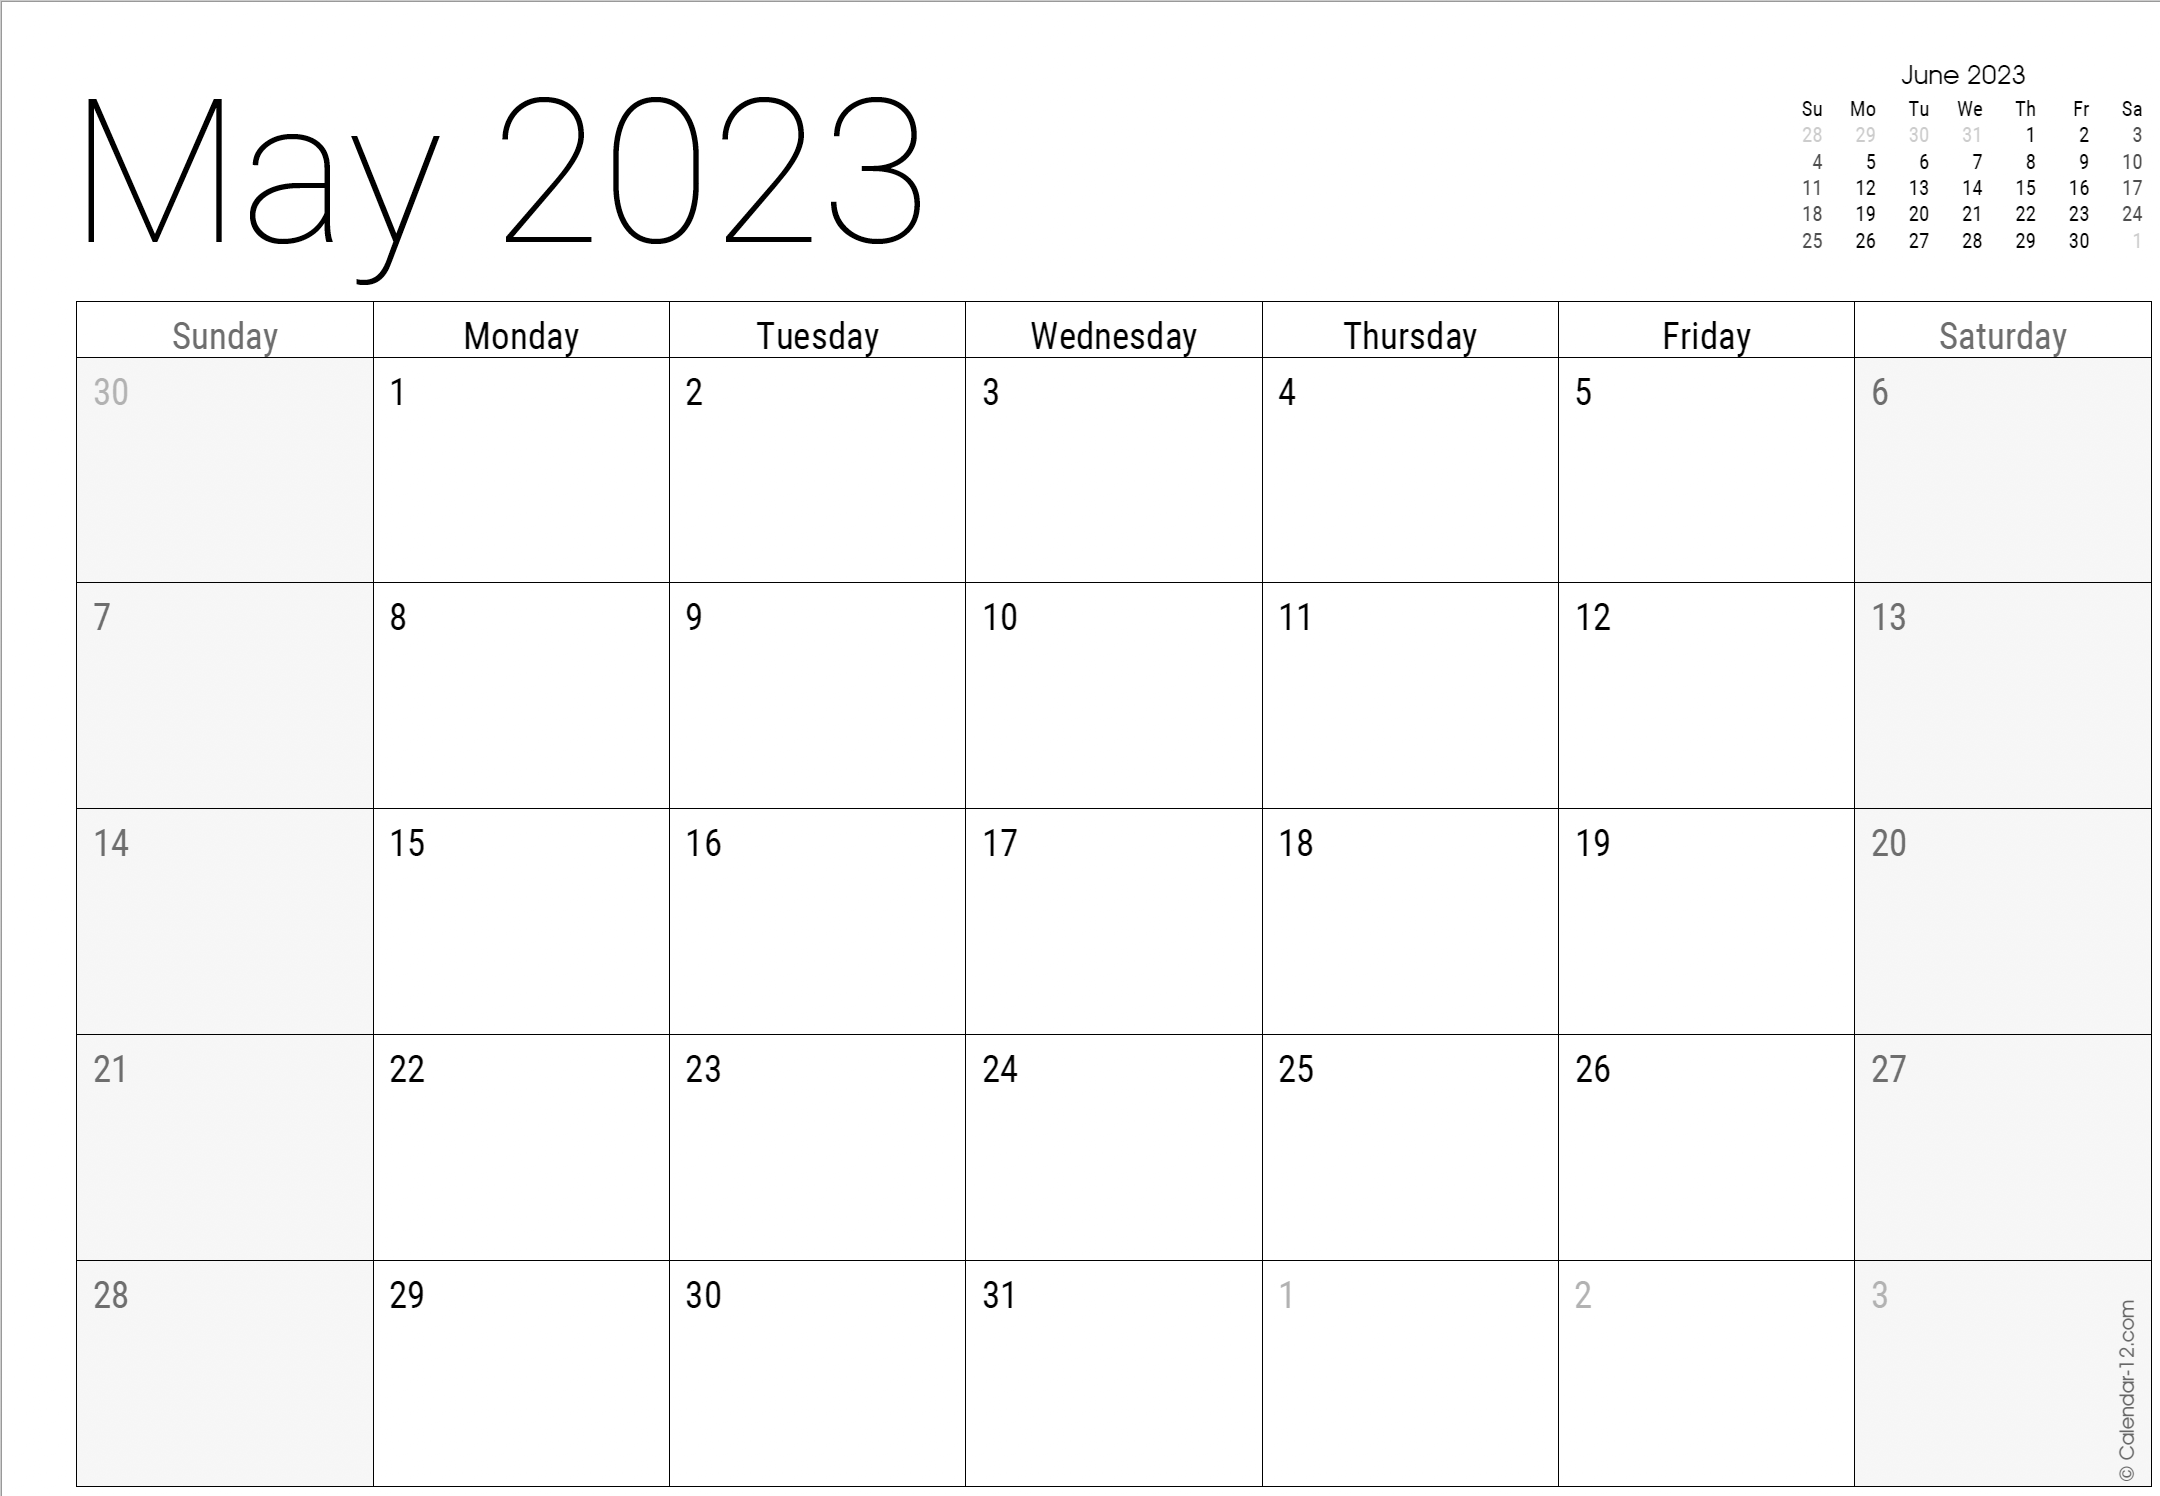 May 2023
June 2023
Su Mo Tu We Th Fr Sa
28 29 30 31 1 2 3
4 5 6 7 8 9 10
11 12 13 14 15 16 17
18 19 20 21 22 23 24
25 26 27 28 29 30 1
Sunday Monday Tuesday Wednesday Thursday Friday Saturday
30 1 2 3 4 5 6
7 8 9 10 11 12 13
14 15 16 17 18 19 20
21 22 23 24 25 26 27
28 29 30 31 1 2 3
© Calendar-12.com